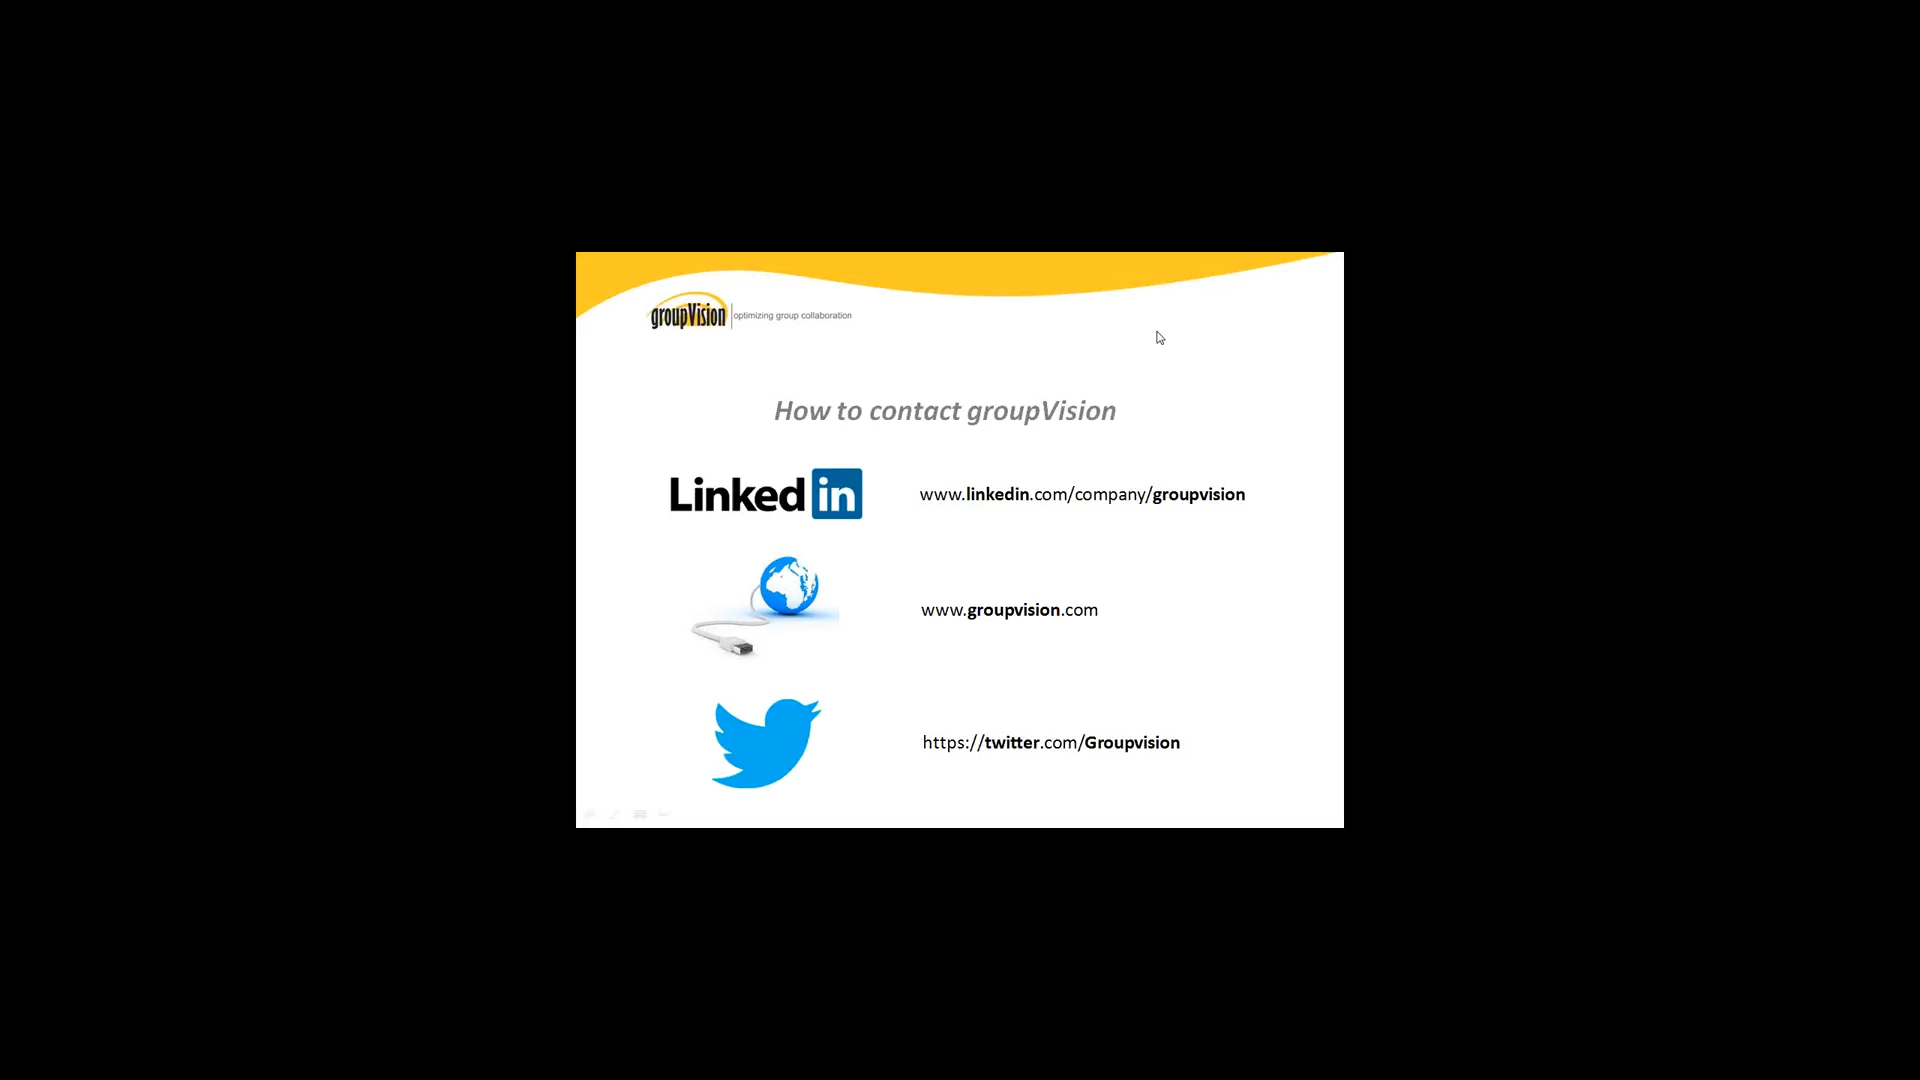 groupVision
optimizing group collaboration
How to contact groupVision
Linked in
www.linkedin.com/company/groupvision
www.groupvision.com
https://twitter.com/Groupvision